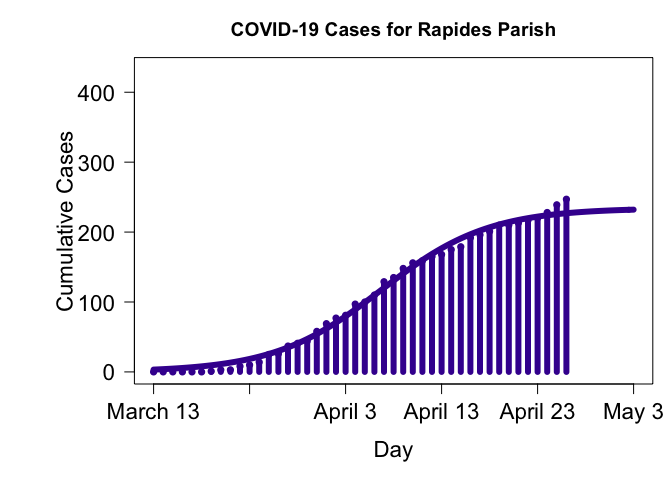 COVID-19 Cases for Rapides Parish
400
300
200
100
0
Cumulative Cases
March 13
April 3
April 13
April 23
May 3
Day